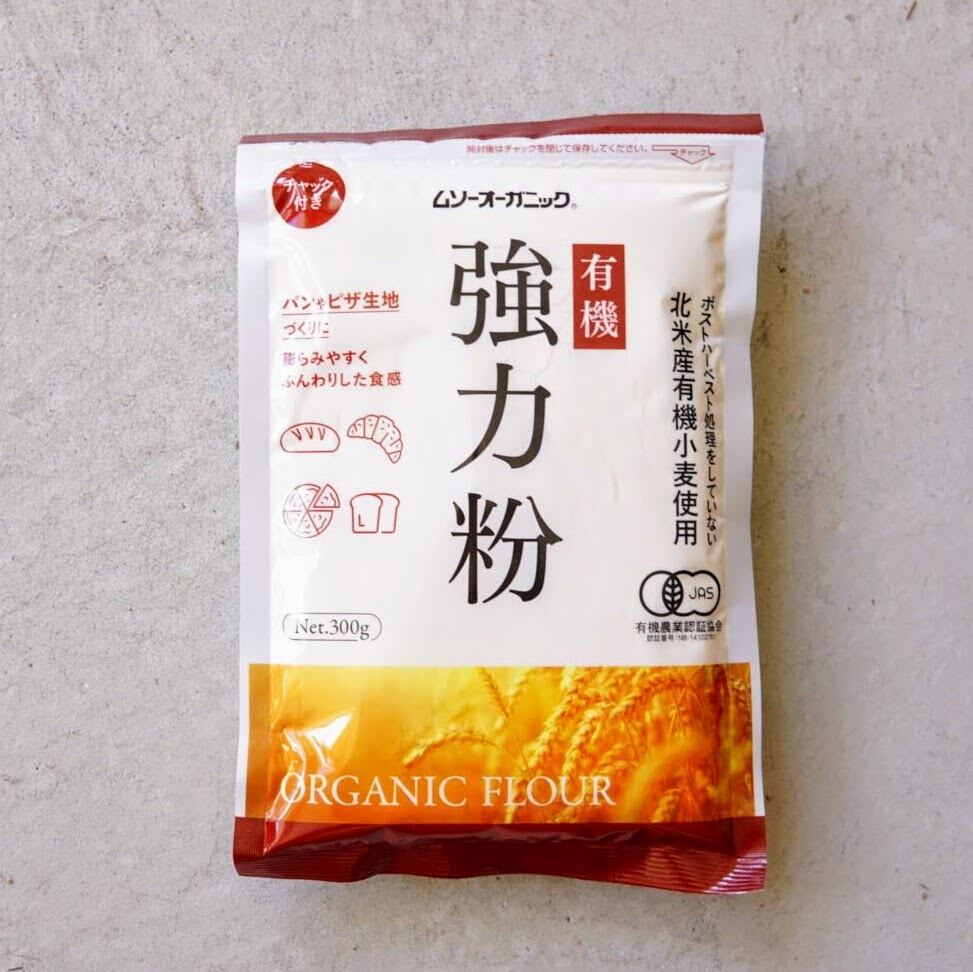 開封後はチャックを閉じて保存してください。
チャック
チャック
付き
ムソーオーガニック®
有機
強力粉
パンやピザ生地
づくりに
膨らみやすく
ふんわりした食感
ポストハーベスト処理をしていない
北米産有機小麦使用
JAS
有機農業認証協会
Net.300g
ORGANIC FLOUR